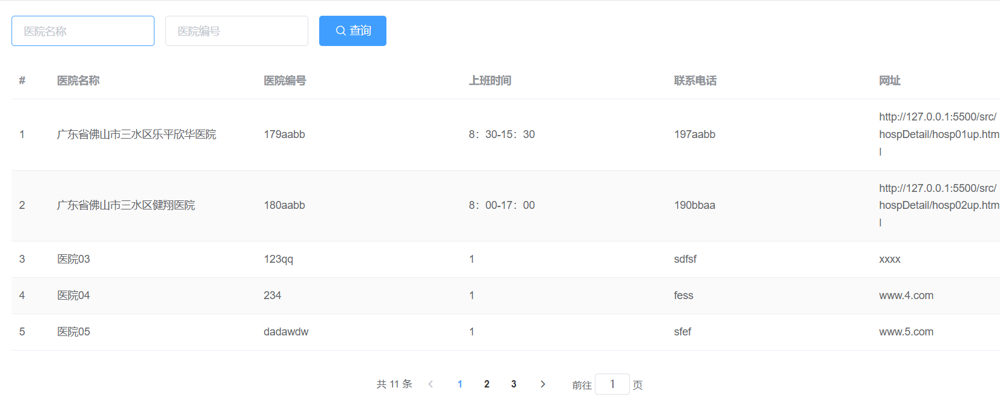 医院名称 医院编号 查询
# 医院名称 医院编号 上班时间 联系电话 网址
http://127.0.0.1:5500/src/
1 广东省佛山市三水区乐平欣华医院 179aabb 8：30-15：30 197aabb hospDetail/hosp01up.htm
l
http://127.0.0.1:5500/src/
2 广东省佛山市三水区健翔医院 180aabb 8：00-17：00 190bbaa hospDetail/hosp02up.htm
l
3 医院03 123qq 1 sdfsf xxxx
4 医院04 234 1 fess www.4.com
5 医院05 dadawdw 1 sfef www.5.com
共 11 条 1 2 3 前往 1 页